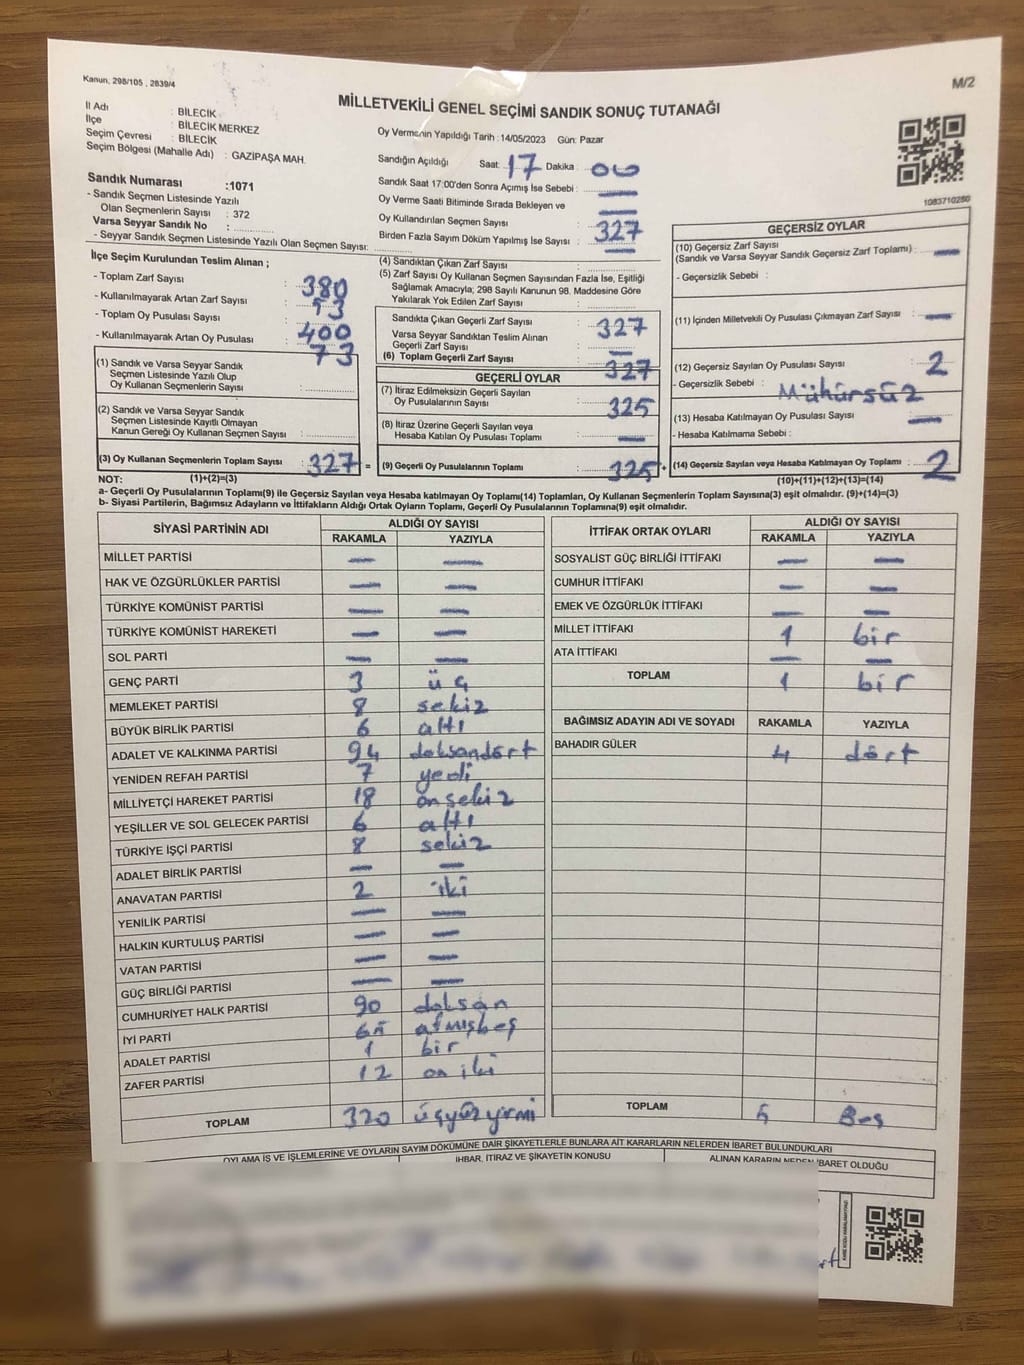 Kanun, 298/105 , 2839/4
M/2
MİLLETVEKİLİ GENEL SEÇİMİ SANDIK SONUÇ TUTANAĞI
İl Adı : BİLECİK
İlçe : BİLECİK MERKEZ
Seçim Çevresi : BİLECİK
Seçim Bölgesi (Mahalle Adı) : GAZİPAŞA MAH.
Oy Vermenin Yapıldığı Tarih : 14/05/2023 Gün: Pazar
Sandığın Açıldığı Saat: 17 Dakika : 00
Sandık Saat 17:00'den Sonra Açılmış İse Sebebi : —
Oy Verme Saati Bitiminde Sırada Bekleyen ve
Oy Kullandırılan Seçmen Sayısı —
Birden Fazla Sayım Döküm Yapılmış İse Sayısı : 327
1083710250
Sandık Numarası :1071
- Sandık Seçmen Listesinde Yazılı
Olan Seçmenlerin Sayısı : 372
Varsa Seyyar Sandık No :
- Seyyar Sandık Seçmen Listesinde Yazılı Olan Seçmen Sayısı:
İlçe Seçim Kurulundan Teslim Alınan ;
- Toplam Zarf Sayısı : 380
- Kullanılmayarak Artan Zarf Sayısı : 53
- Toplam Oy Pusulası Sayısı : 400
- Kullanılmayarak Artan Oy Pusulası : 73
(1) Sandık ve Varsa Seyyar Sandık
Seçmen Listesinde Yazılı Olup
Oy Kullanan Seçmenlerin Sayısı :
(2) Sandık ve Varsa Seyyar Sandık
Seçmen Listesinde Kayıtlı Olmayan
Kanun Gereği Oy Kullanan Seçmen Sayısı :
(3) Oy Kullanan Seçmenlerin Toplam Sayısı : 327 =
(4) Sandıktan Çıkan Zarf Sayısı : —
(5) Zarf Sayısı Oy Kullanan Seçmen Sayısından Fazla İse, Eşitliği
Sağlamak Amacıyla; 298 Sayılı Kanunun 98. Maddesine Göre
Yakılarak Yok Edilen Zarf Sayısı :
Sandıkta Çıkan Geçerli Zarf Sayısı : 327
Varsa Seyyar Sandıktan Teslim Alınan
Geçerli Zarf Sayısı : —
(6) Toplam Geçerli Zarf Sayısı : 327
GEÇERLİ OYLAR
(7) İtiraz Edilmeksizin Geçerli Sayılan
Oy Pusulalarının Sayısı : 325
(8) İtiraz Üzerine Geçerli Sayılan veya
Hesaba Katılan Oy Pusulası Toplamı : —
(9) Geçerli Oy Pusulalarının Toplamı : 325 +
GEÇERSİZ OYLAR
(10) Geçersiz Zarf Sayısı
(Sandık ve Varsa Seyyar Sandık Geçersiz Zarf Toplamı) : —
- Geçersizlik Sebebi :
(11) İçinden Milletvekili Oy Pusulası Çıkmayan Zarf Sayısı : —
(12) Geçersiz Sayılan Oy Pusulası Sayısı : 2
- Geçersizlik Sebebi : Mühürsüz
(13) Hesaba Katılmayan Oy Pusulası Sayısı : —
- Hesaba Katılmama Sebebi :
(14) Geçersiz Sayılan veya Hesaba Katılmayan Oy Toplamı : 2
NOT: (1)+(2)=(3) (10)+(11)+(12)+(13)=(14)
a- Geçerli Oy Pusulalarının Toplamı(9) ile Geçersiz Sayılan veya Hesaba katılmayan Oy Toplamı(14) Toplamları, Oy Kullanan Seçmenlerin Toplam Sayısına(3) eşit olmalıdır. (9)+(14)=(3)
b- Siyasi Partilerin, Bağımsız Adayların ve İttifakların Aldığı Ortak Oyların Toplamı, Geçerli Oy Pusulalarının Toplamına(9) eşit olmalıdır.
SİYASİ PARTİNİN ADI ALDIĞI OY SAYISI
RAKAMLA YAZIYLA
MİLLET PARTİSİ — —
HAK VE ÖZGÜRLÜKLER PARTİSİ — —
TÜRKİYE KOMÜNİST PARTİSİ — —
TÜRKİYE KOMÜNİST HAREKETİ — —
SOL PARTİ — —
GENÇ PARTİ 3 üç
MEMLEKET PARTİSİ 8 sekiz
BÜYÜK BİRLİK PARTİSİ 6 altı
ADALET VE KALKINMA PARTİSİ 94 doksandört
YENİDEN REFAH PARTİSİ 7 yedi
MİLLİYETÇİ HAREKET PARTİSİ 18 onsekiz
YEŞİLLER VE SOL GELECEK PARTİSİ 6 altı
TÜRKİYE İŞÇİ PARTİSİ 8 sekiz
ADALET BİRLİK PARTİSİ — —
ANAVATAN PARTİSİ 2 iki
YENİLİK PARTİSİ — —
HALKIN KURTULUŞ PARTİSİ — —
VATAN PARTİSİ — —
GÜÇ BİRLİĞİ PARTİSİ — —
CUMHURİYET HALK PARTİSİ 90 doksan
İYİ PARTİ 65 atmışbeş
ADALET PARTİSİ 1 bir
ZAFER PARTİSİ 12 on iki
TOPLAM 320 üçyüzyirmi
İTTİFAK ORTAK OYLARI ALDIĞI OY SAYISI
RAKAMLA YAZIYLA
SOSYALİST GÜÇ BİRLİĞİ İTTİFAKI — —
CUMHUR İTTİFAKI — —
EMEK VE ÖZGÜRLÜK İTTİFAKI — —
MİLLET İTTİFAKI 1 bir
ATA İTTİFAKI — —
TOPLAM 1 bir
BAĞIMSIZ ADAYIN ADI VE SOYADI RAKAMLA YAZIYLA
BAHADIR GÜLER 4 dört
TOPLAM 5 Beş
OYLAMA İŞ VE İŞLEMLERİNE VE OYLARIN SAYIM DÖKÜMÜNE DAİR ŞİKAYETLERLE BUNLARA AİT KARARLARIN NELERDEN İBARET BULUNDUKLARI
İHBAR, İTİRAZ VE ŞİKAYETİN KONUSU
ALINAN KARARIN NEDEN İBARET OLDUĞU